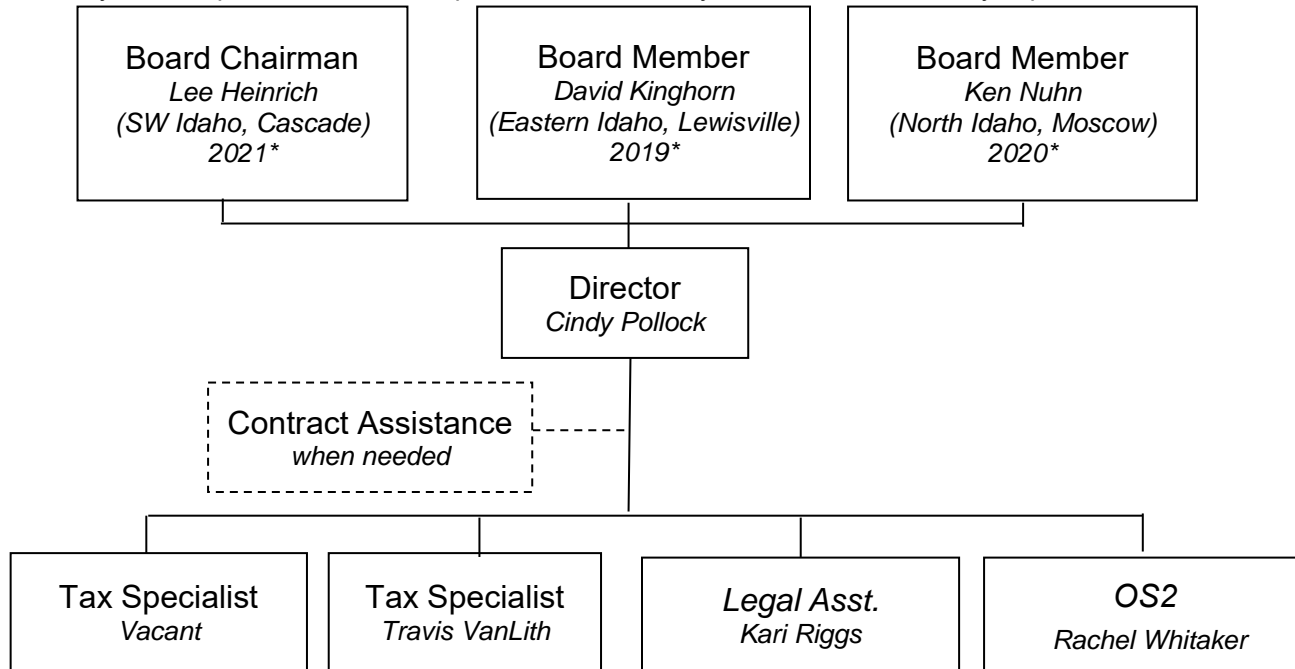 Board Chairman
Lee Heinrich
(SW Idaho, Cascade)
2021*
Board Member
David Kinghorn
(Eastern Idaho, Lewisville)
2019*
Board Member
Ken Nuhn
(North Idaho, Moscow)
2020*
Director
Cindy Pollock
Contract Assistance
when needed
Tax Specialist
Vacant
Tax Specialist
Travis VanLith
Legal Asst.
Kari Riggs
OS2
Rachel Whitaker